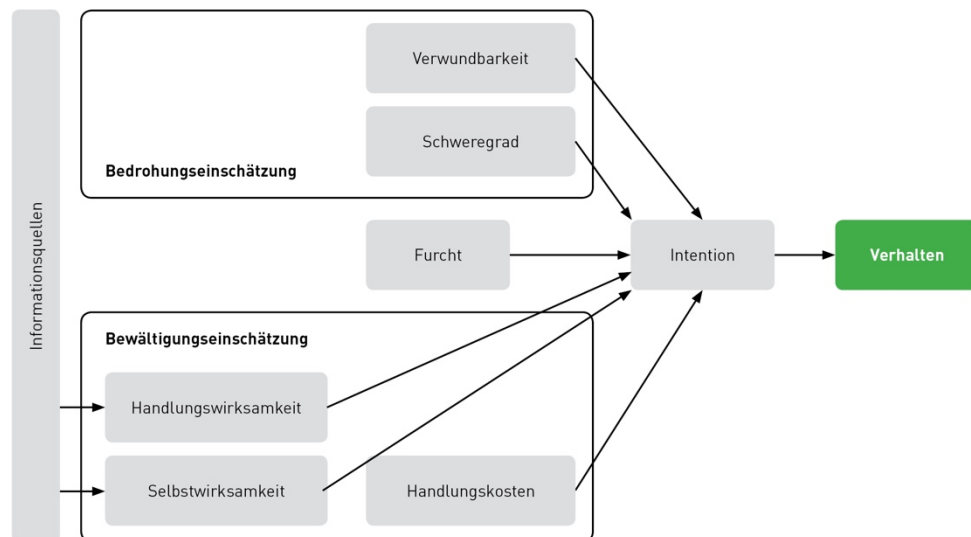 Informationsquellen
Verwundbarkeit
Schweregrad
Bedrohungseinschätzung
Furcht
Intention
Verhalten
Bewältigungseinschätzung
Handlungswirksamkeit
Selbstwirksamkeit
Handlungskosten